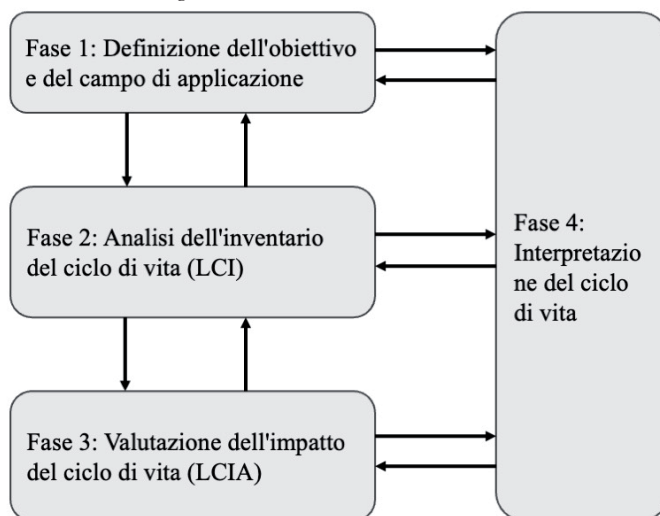 Fase 1: Definizione dell'obiettivo
e del campo di applicazione
Fase 2: Analisi dell'inventario
del ciclo di vita (LCI)
Fase 3: Valutazione dell'impatto
del ciclo di vita (LCIA)
Fase 4:
Interpretazio
ne del ciclo
di vita